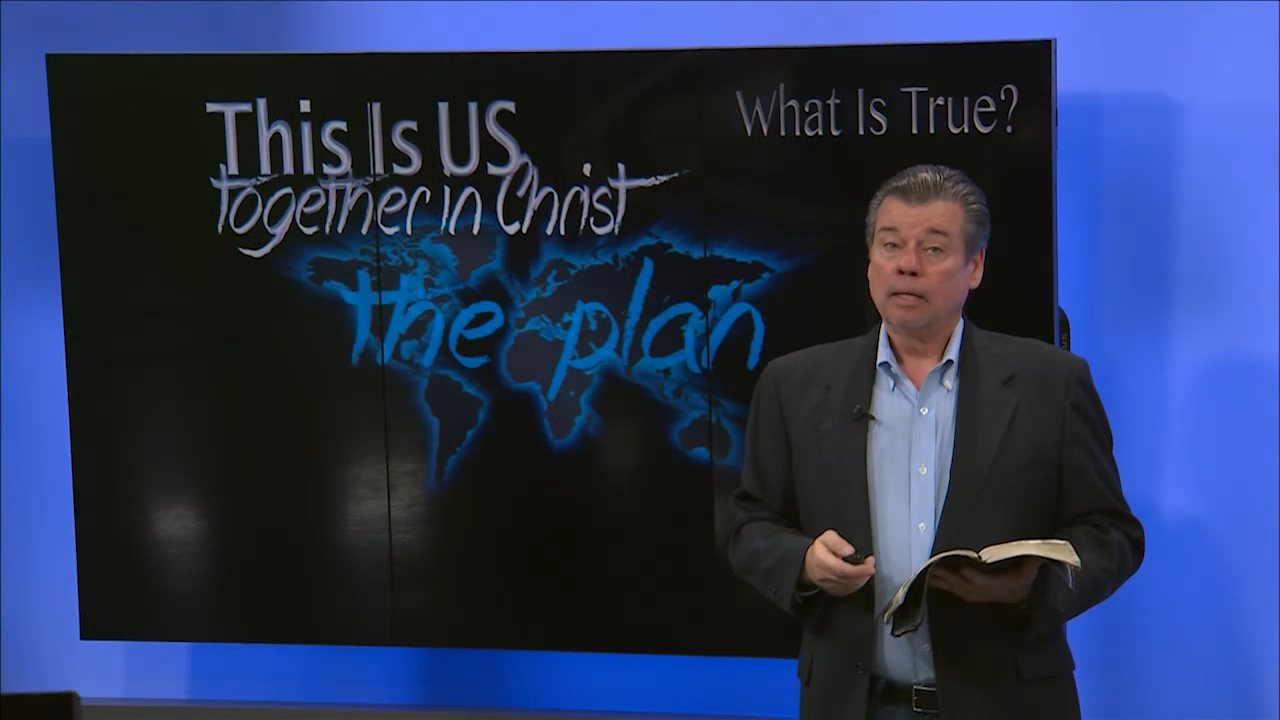 This Is US
together in Christ
the plan
What Is True?